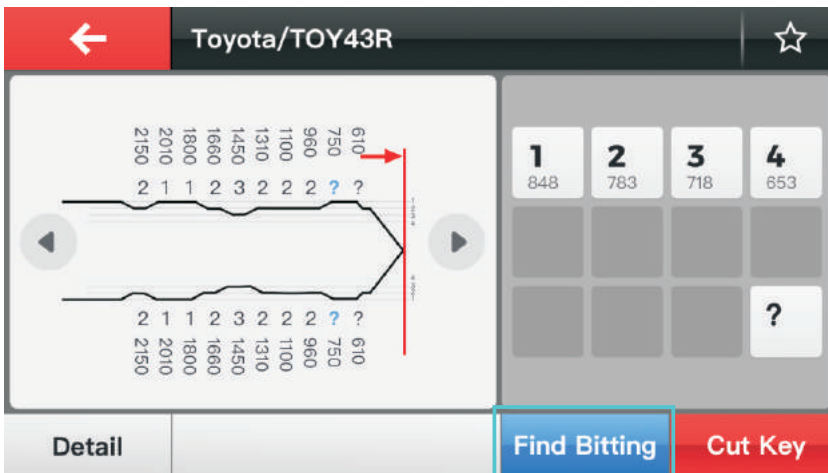 Toyota/TOY43R
2150 2010 1800 1660 1450 1310 1100 960 750 610
2 1 1 2 3 2 2 2 ? ?
2 1 1 2 3 2 2 2 ? ?
2150 2010 1800 1660 1450 1310 1100 960 750 610
1 2 3 4
848 783 718 653
?
Detail
Find Bitting
Cut Key